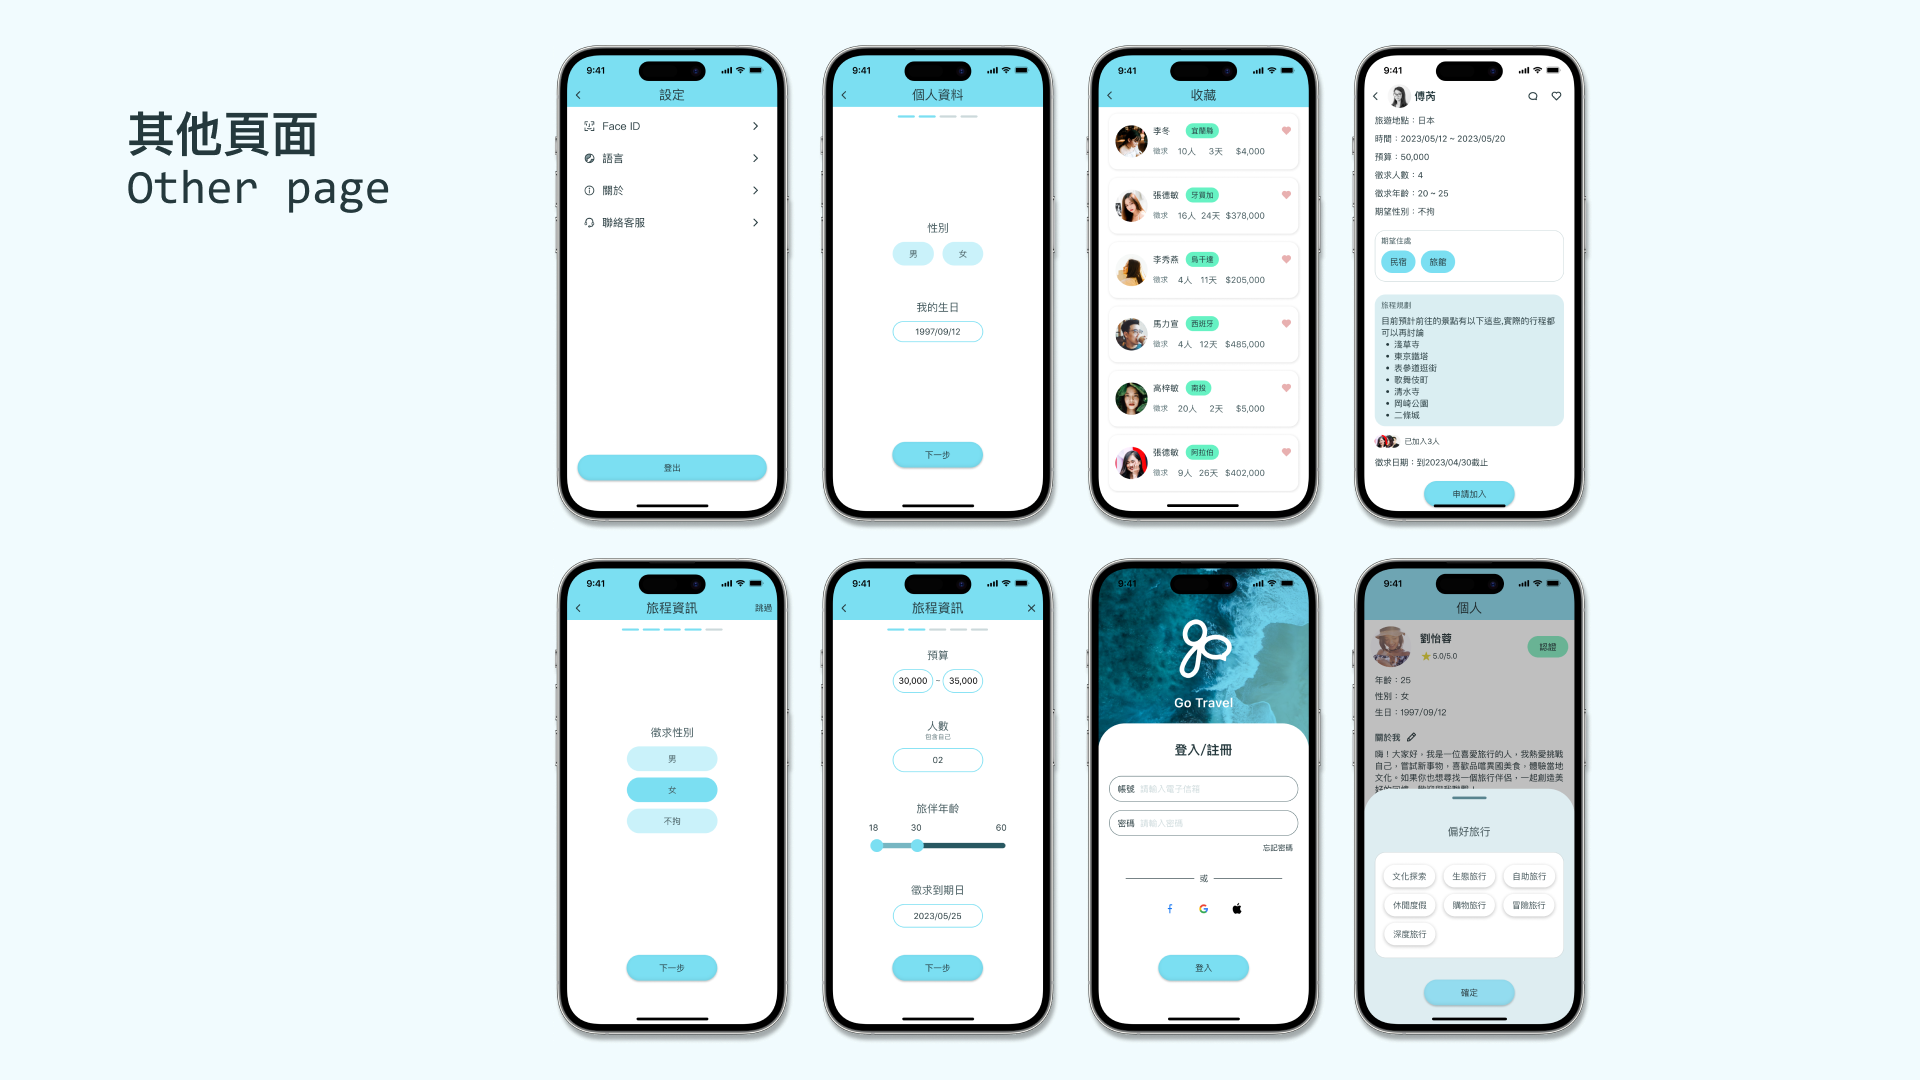 其他頁面
Other page
9:41
設定
Face ID
語言
關於
聯絡客服
登出
9:41
個人資料
性別
男 女
我的生日
1997/09/12
下一步
9:41
收藏
李冬 宜蘭縣
徵求 10人 3天 $4,000
張德敏 牙買加
徵求 16人 24天 $378,000
李秀燕 烏干達
徵求 4人 11天 $205,000
馬力宣 西班牙
徵求 4人 12天 $485,000
高梓敏 南投
徵求 20人 2天 $5,000
張德敏 阿拉伯
徵求 9人 26天 $402,000
9:41
傅芮
旅遊地點：日本
時間：2023/05/12 ~ 2023/05/20
預算：50,000
徵求人數：4
徵求年齡：20 ~ 25
期望性別：不拘
期望住處
民宿 旅館
旅程規劃
目前預計前往的景點有以下這些,實際的行程都
可以再討論
• 淺草寺
• 東京鐵塔
• 表參道逛街
• 歌舞伎町
• 清水寺
• 岡崎公園
• 二條城
已加入3人
徵求日期：到2023/04/30截止
申請加入
9:41
旅程資訊 跳過
徵求性別
男
女
不拘
下一步
9:41
旅程資訊
預算
30,000 ~ 35,000
人數
包含自己
02
旅伴年齡
18 30 60
徵求到期日
2023/05/25
下一步
9:41
Go Travel
登入/註冊
帳號 請輸入電子信箱
密碼 請輸入密碼
忘記密碼
或
登入
9:41
個人
劉怡蓉
5.0/5.0
認證
年齡：25
性別：女
生日：1997/09/12
關於我
嗨！大家好，我是一位喜愛旅行的人，我熱愛挑戰
自己，嘗試新事物，喜歡品嚐異國美食，體驗當地
文化。如果你也想尋找一個旅行伴侶，一起創造美
偏好旅行
文化探索 生態旅行 自助旅行
休閒度假 購物旅行 冒險旅行
深度旅行
確定